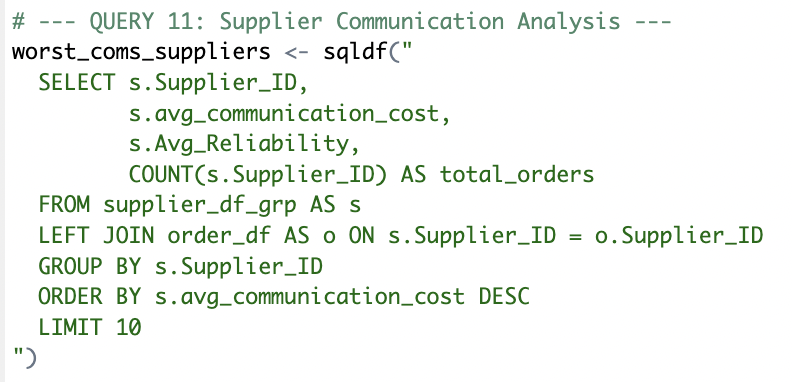 # --- QUERY 11: Supplier Communication Analysis ---
worst_coms_suppliers <- sqldf("
  SELECT s.Supplier_ID,
         s.avg_communication_cost,
         s.Avg_Reliability,
         COUNT(s.Supplier_ID) AS total_orders
  FROM supplier_df_grp AS s
  LEFT JOIN order_df AS o ON s.Supplier_ID = o.Supplier_ID
  GROUP BY s.Supplier_ID
  ORDER BY s.avg_communication_cost DESC
  LIMIT 10
")